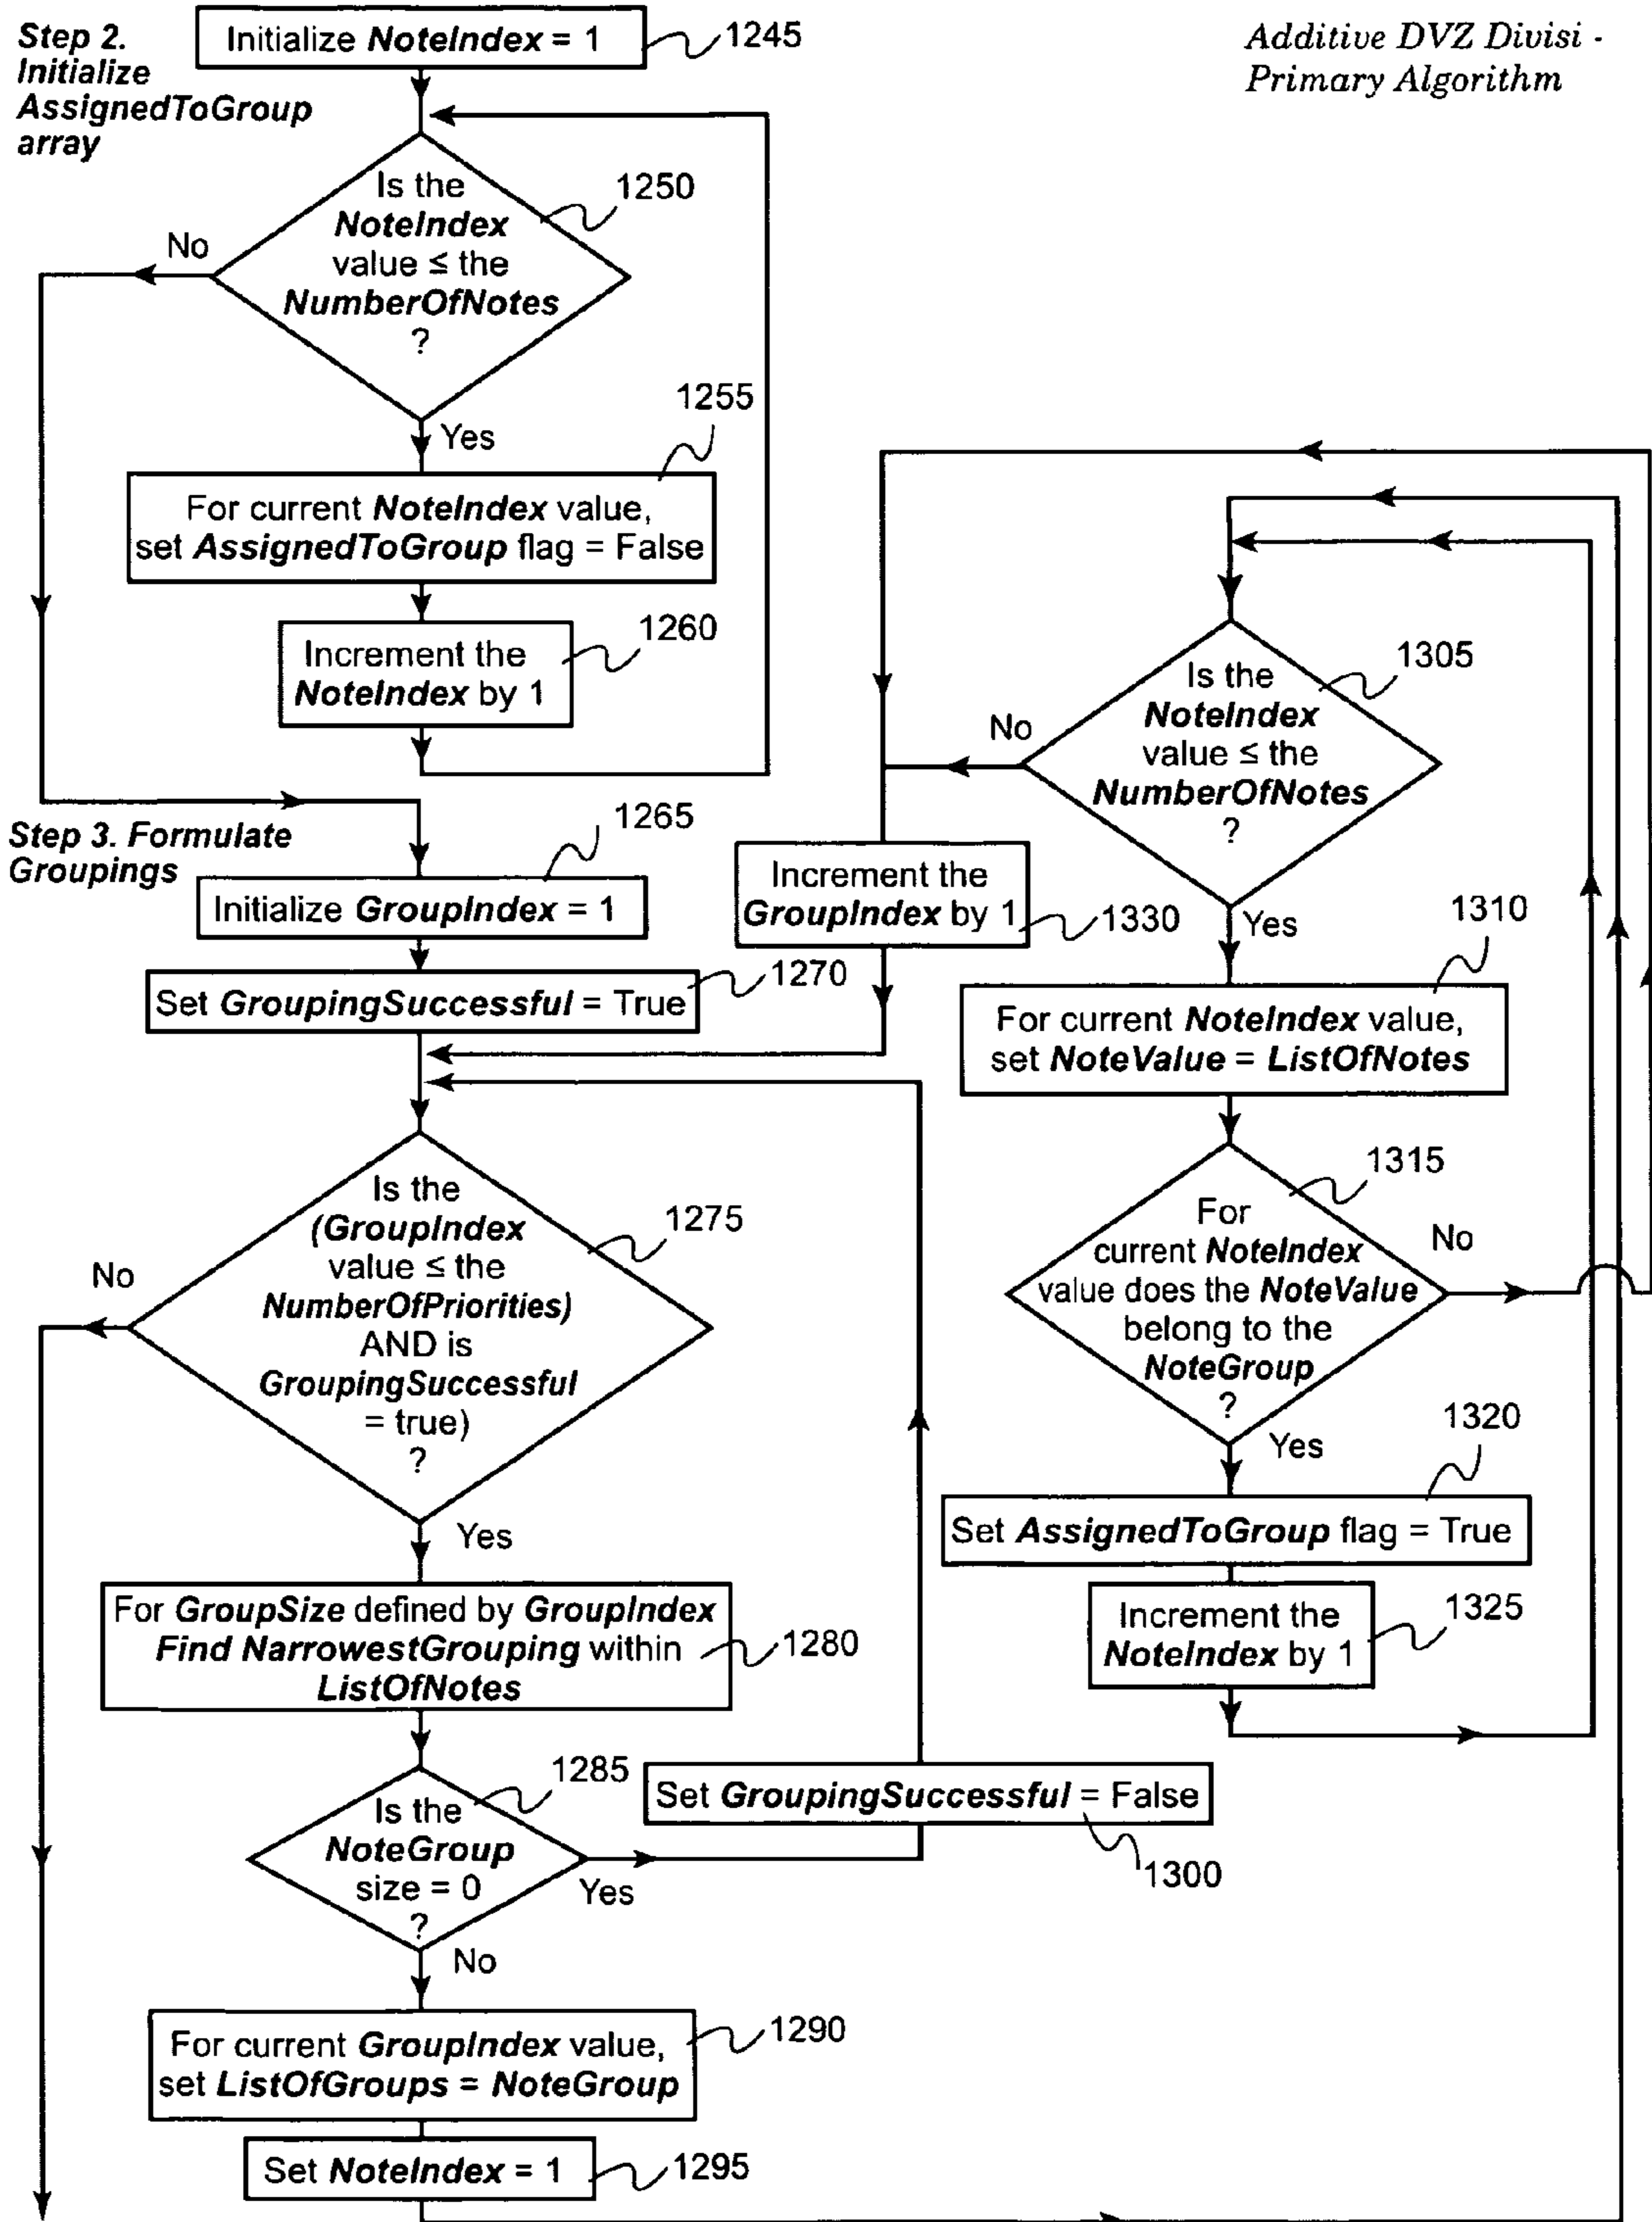 Step 2.
Initialize
AssignedToGroup
array
Initialize NoteIndex = 1
1245
Additive DVZ Divisi -
Primary Algorithm
Is the
NoteIndex
value ≤ the
NumberOfNotes
?
1250
No
Yes
1255
For current NoteIndex value,
set AssignedToGroup flag = False
Increment the
NoteIndex by 1
1260
Step 3. Formulate
Groupings
1265
Initialize GroupIndex = 1
Set GroupingSuccessful = True
1270
Is the
(GroupIndex
value ≤ the
NumberOfPriorities)
AND is
GroupingSuccessful
= true)
?
1275
No
Yes
For GroupSize defined by GroupIndex
Find NarrowestGrouping within
ListOfNotes
1280
Is the
NoteGroup
size = 0
?
1285
Yes
No
Set GroupingSuccessful = False
1300
For current GroupIndex value,
set ListOfGroups = NoteGroup
1290
Set NoteIndex = 1
1295
Is the
NoteIndex
value ≤ the
NumberOfNotes
?
1305
No
Yes
Increment the
GroupIndex by 1
1330
1310
For current NoteIndex value,
set NoteValue = ListOfNotes
For
current NoteIndex
value does the NoteValue
belong to the
NoteGroup
?
1315
No
Yes
1320
Set AssignedToGroup flag = True
Increment the
NoteIndex by 1
1325